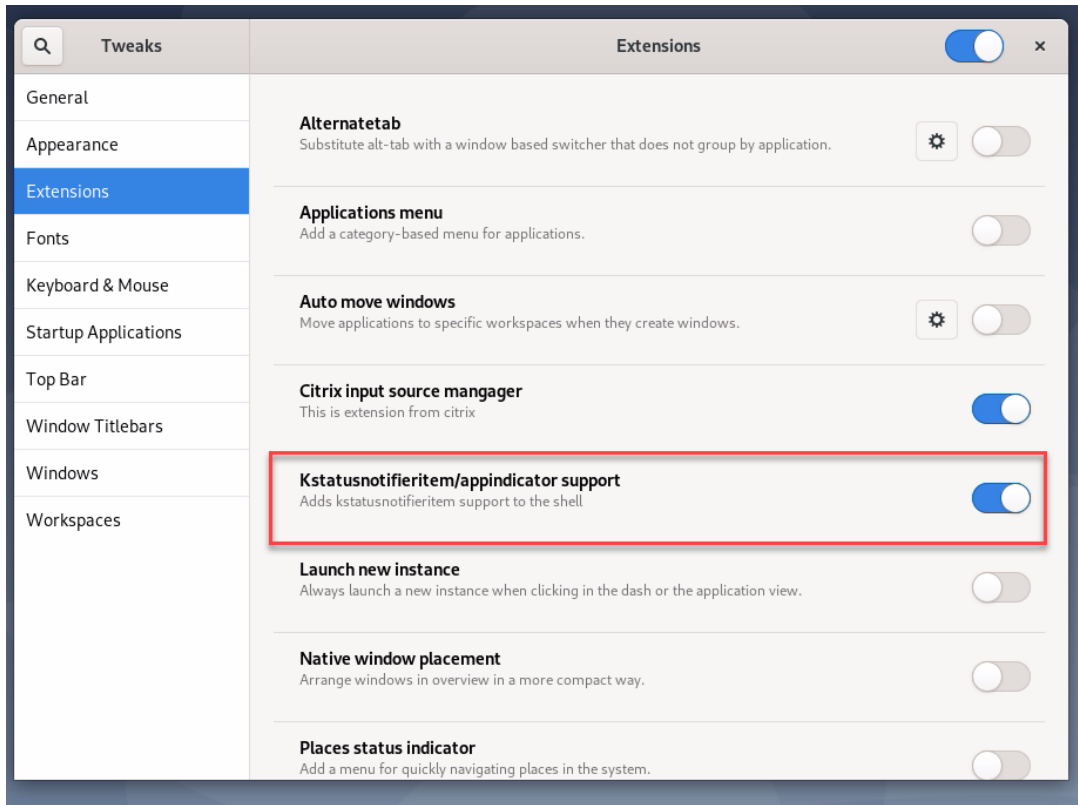 Tweaks
Extensions
General
Appearance
Extensions
Fonts
Keyboard & Mouse
Startup Applications
Top Bar
Window Titlebars
Windows
Workspaces
Alternatetab
Substitute alt-tab with a window based switcher that does not group by application.
Applications menu
Add a category-based menu for applications.
Auto move windows
Move applications to specific workspaces when they create windows.
Citrix input source mangager
This is extension from citrix
Kstatusnotifieritem/appindicator support
Adds kstatusnotifieritem support to the shell
Launch new instance
Always launch a new instance when clicking in the dash or the application view.
Native window placement
Arrange windows in overview in a more compact way.
Places status indicator
Add a menu for quickly navigating places in the system.